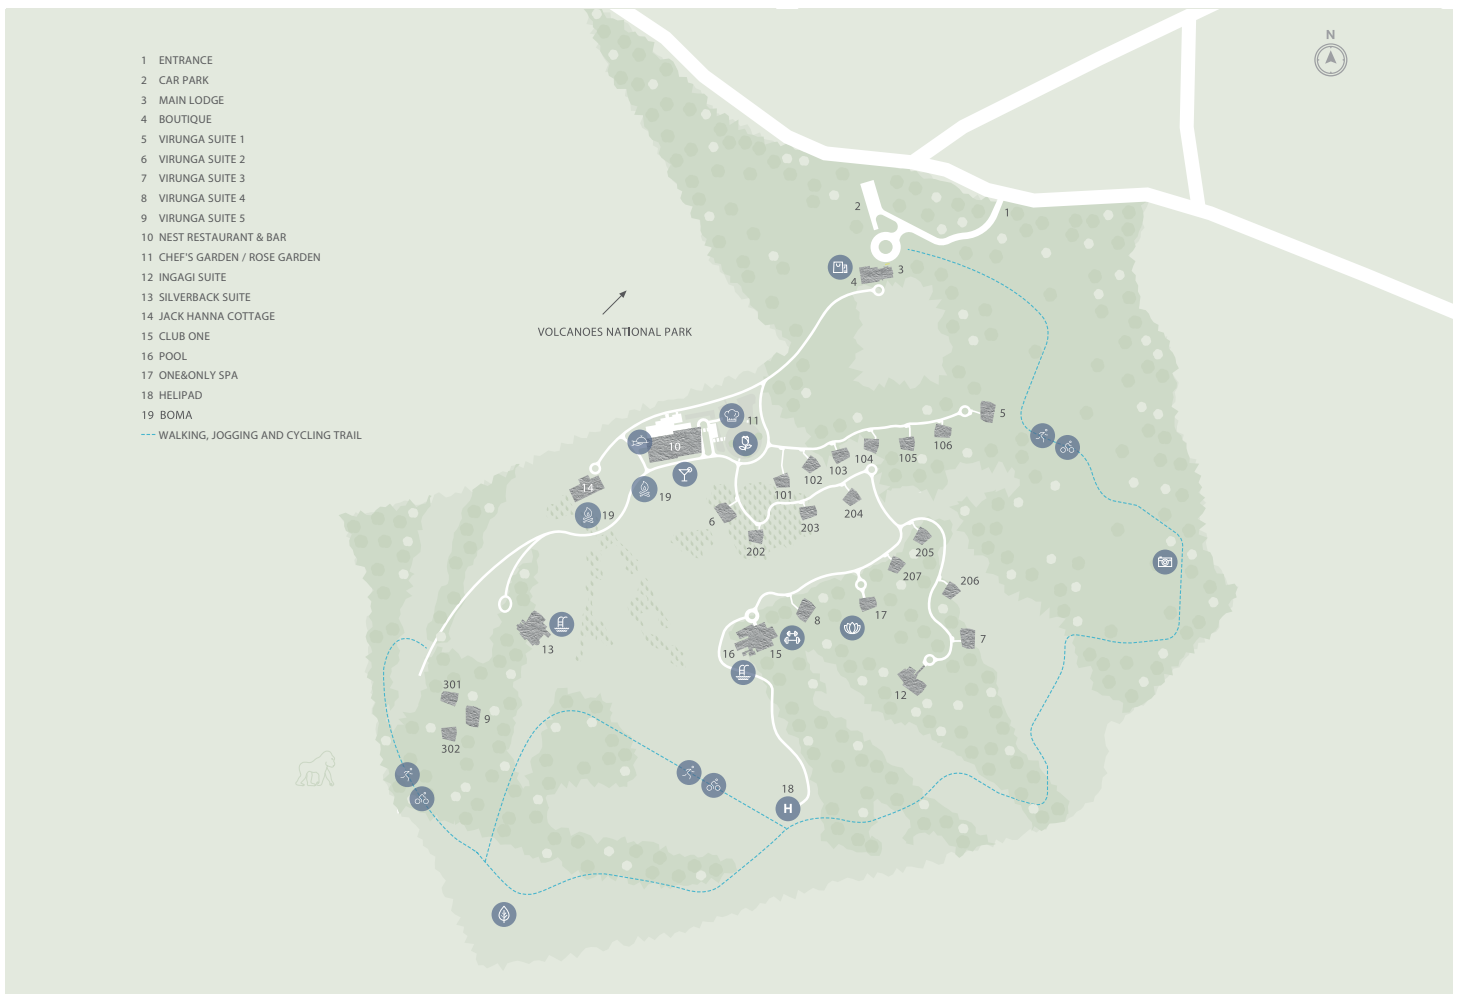 N
1 ENTRANCE
2 CAR PARK
3 MAIN LODGE
4 BOUTIQUE
5 VIRUNGA SUITE 1
6 VIRUNGA SUITE 2
7 VIRUNGA SUITE 3
8 VIRUNGA SUITE 4
9 VIRUNGA SUITE 5
10 NEST RESTAURANT & BAR
11 CHEF'S GARDEN / ROSE GARDEN
12 INGAGI SUITE
13 SILVERBACK SUITE
14 JACK HANNA COTTAGE
15 CLUB ONE
16 POOL
17 ONE&ONLY SPA
18 HELIPAD
19 BOMA
WALKING, JOGGING AND CYCLING TRAIL
2
1
3
4
VOLCANOES NATIONAL PARK
5
11
10
106
105
104
103
102
101
14
19
19
6
202
203
204
205
207
206
8
17
7
13
16
15
12
301
9
302
18
H